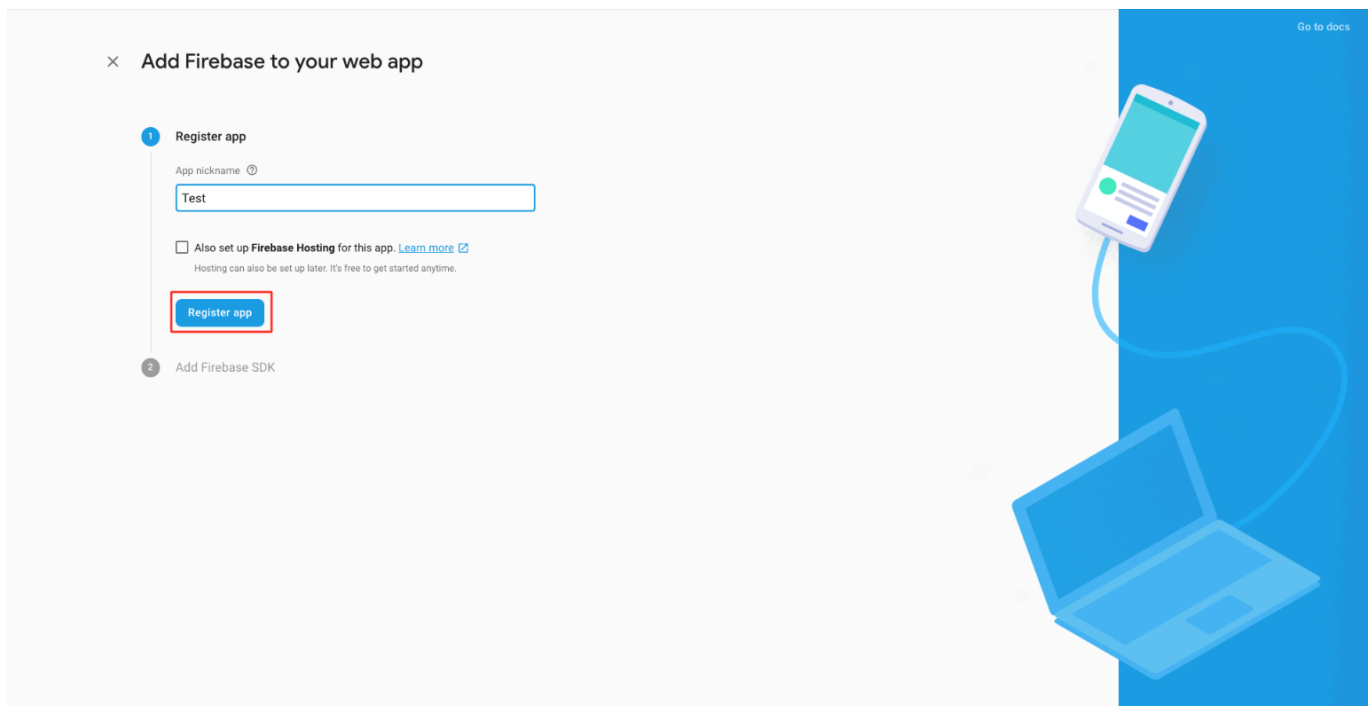 Go to docs
Add Firebase to your web app
1 Register app
App nickname
Test
Also set up Firebase Hosting for this app. Learn more
Hosting can also be set up later. It's free to get started anytime.
Register app
2 Add Firebase SDK